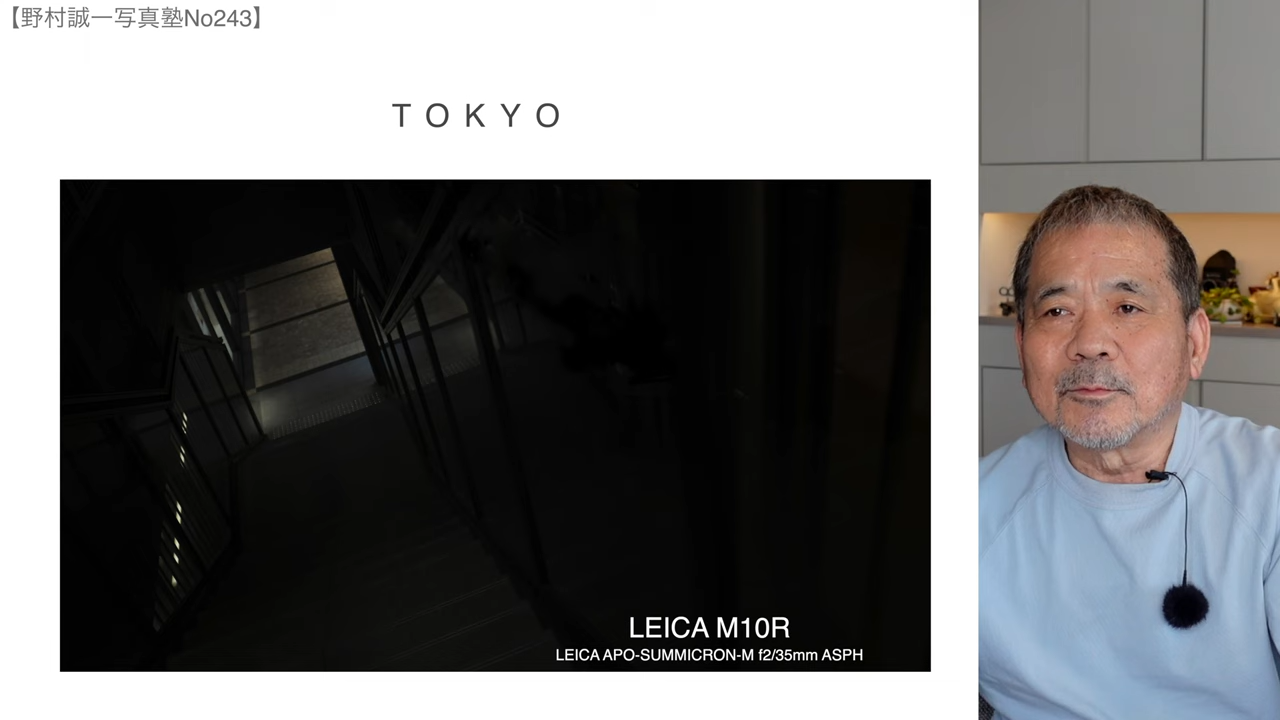 【野村誠一写真塾No243】
TOKYO
LEICA M10R
LEICA APO-SUMMICRON-M f2/35mm ASPH